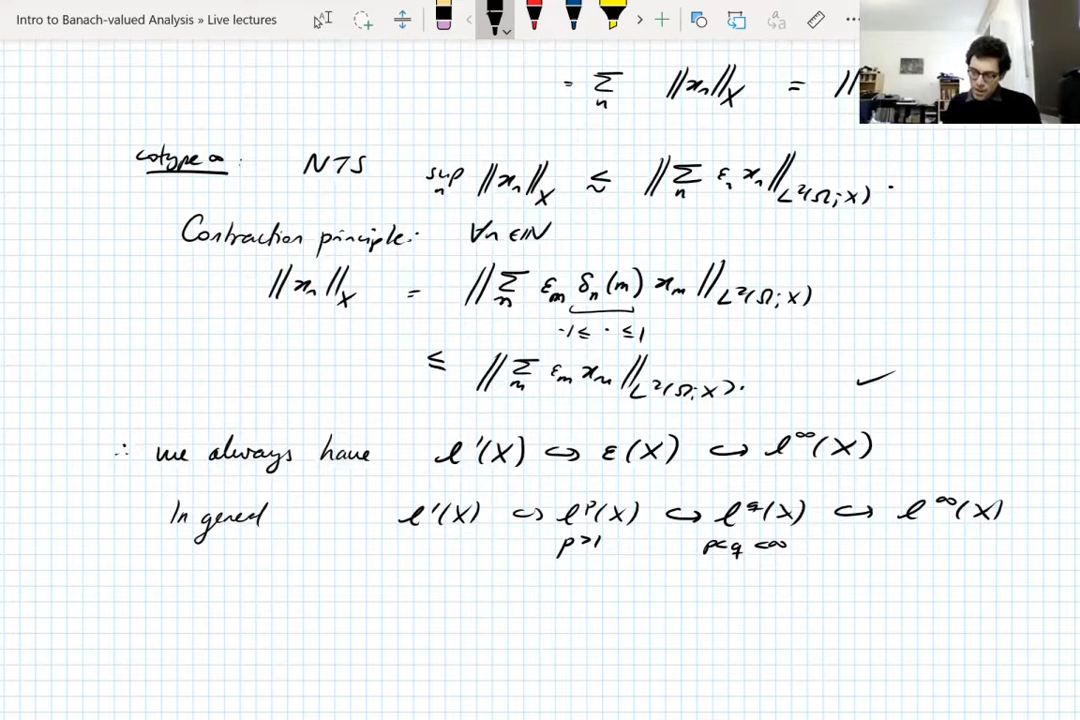 Intro to Banach-valued Analysis » Live lectures
= Σ_n ‖x_n‖_X = ‖
cotype ∞ : NTS sup_n ‖x_n‖_X ≲ ‖Σ_n ε_n x_n‖_{L²(Ω;X)} .
Contraction principle: ∀n ∈ ℕ
‖x_n‖_X = ‖Σ_n ε_m δ_n(m) x_m‖_{L²(Ω;X)}
-1 ≤ · ≤ 1
≤ ‖Σ_m ε_m x_m‖_{L²(Ω;X)}. ✓
∴ we always have ℓ¹(X) ↪ ε(X) ↪ ℓ^∞(X)
In general ℓ¹(X) ↪ ℓ^p(X) ↪ ℓ^q(X) ↪ ℓ^∞(X)
p>1 p<q<∞